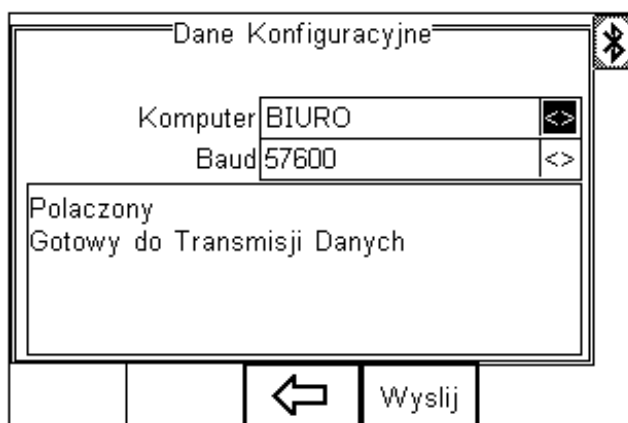 Dane Konfiguracyjne
Komputer BIURO <>
Baud 57600 <>
Polaczony
Gotowy do Transmisji Danych
Wyslij